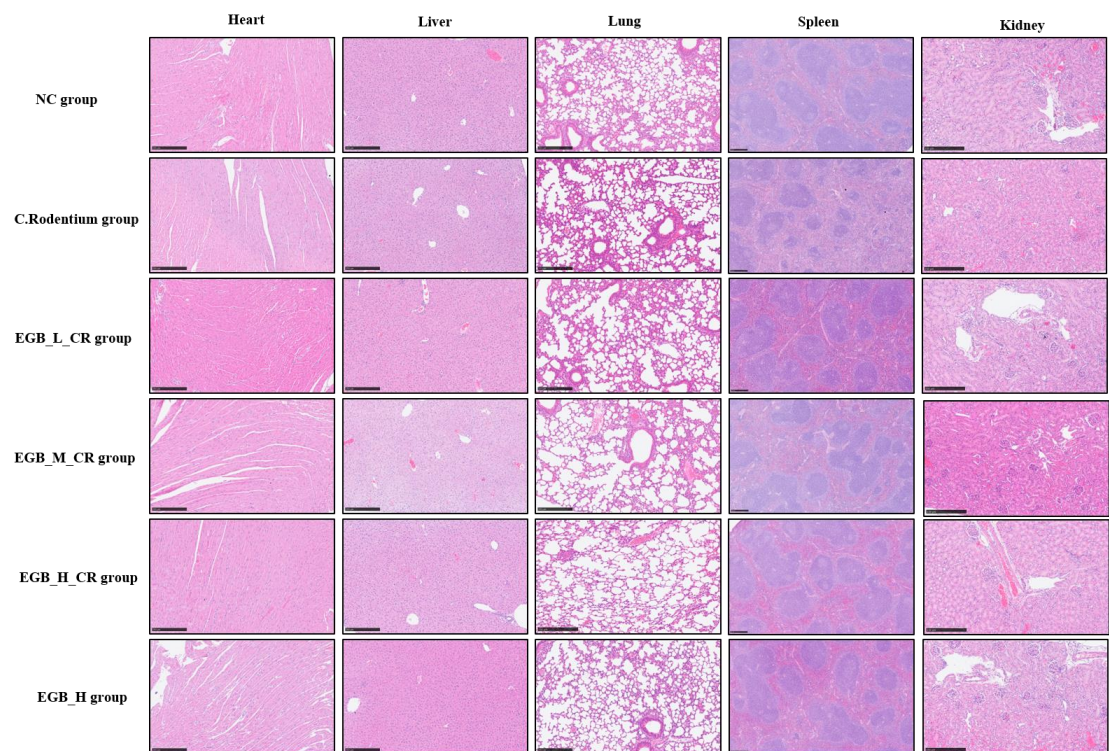 Heart Liver Lung Spleen Kidney
NC group
C.Rodentium group
EGB_L_CR group
EGB_M_CR group
EGB_H_CR group
EGB_H group